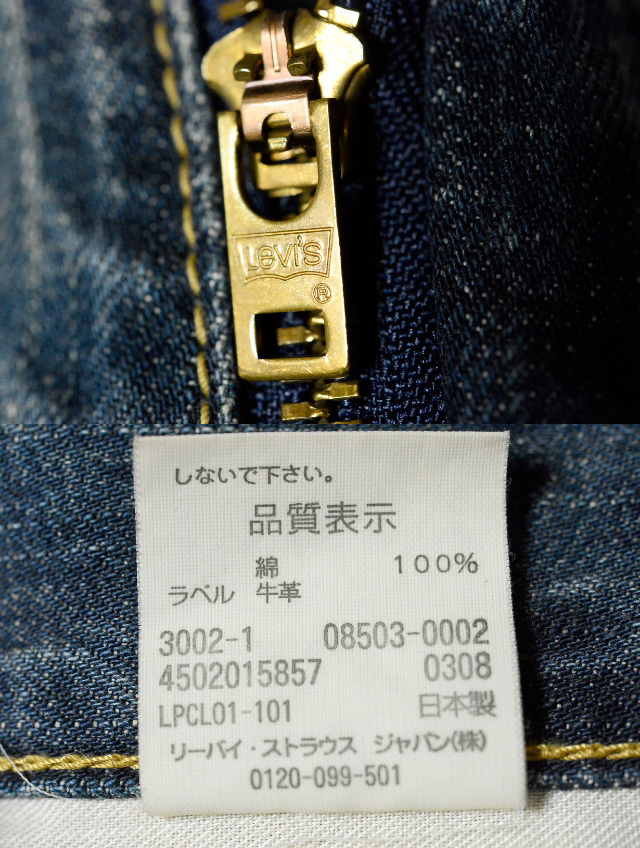 Levi's
®
しないで下さい。
品質表示
綿 100%
ラベル 牛革
3002-1 08503-0002
4502015857 0308
LPCL01-101 日本製
リーバイ・ストラウス ジャパン(株)
0120-099-501